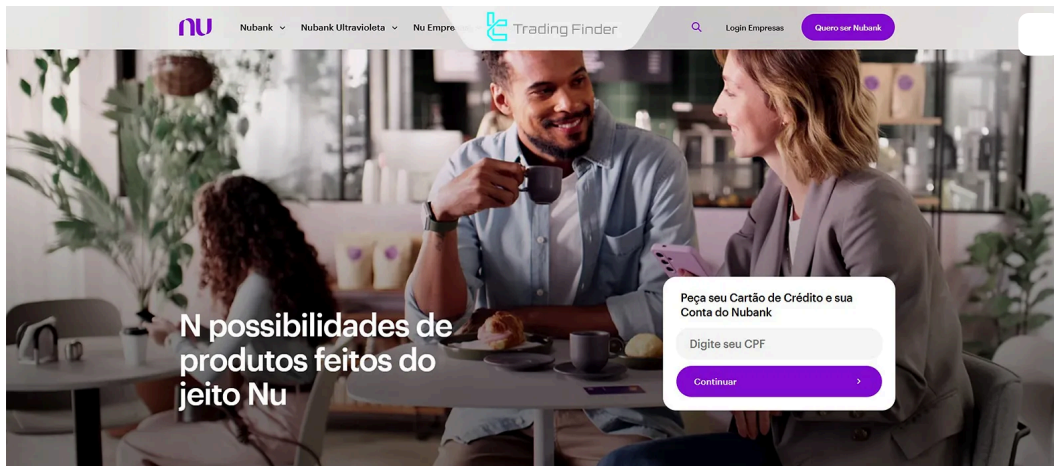 nu
Nubank
Nubank Ultravioleta
Nu Empre
Trading Finder
Login Empresas
Quero ser Nubank
N possibilidades de
produtos feitos do
jeito Nu
Peça seu Cartão de Crédito e sua
Conta do Nubank
Digite seu CPF
Continuar